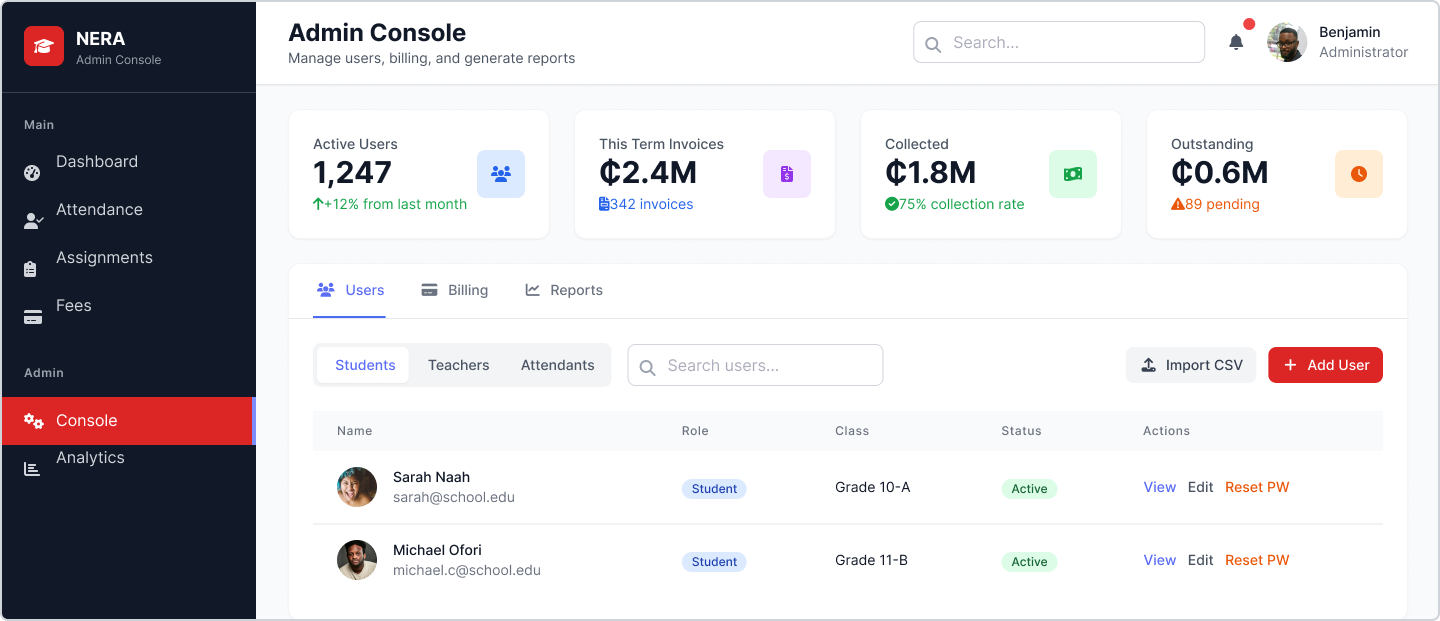 NERA
Admin Console
Main
Dashboard
Attendance
Assignments
Fees
Admin
Console
Analytics
Admin Console
Manage users, billing, and generate reports
Search...
Benjamin
Administrator
Active Users
1,247
+12% from last month
This Term Invoices
₵2.4M
342 invoices
Collected
₵1.8M
75% collection rate
Outstanding
₵0.6M
89 pending
Users Billing Reports
Students Teachers Attendants Search users... Import CSV + Add User
Name Role Class Status Actions
Sarah Naah
sarah@school.edu
Student Grade 10-A Active View Edit Reset PW
Michael Ofori
michael.c@school.edu
Student Grade 11-B Active View Edit Reset PW